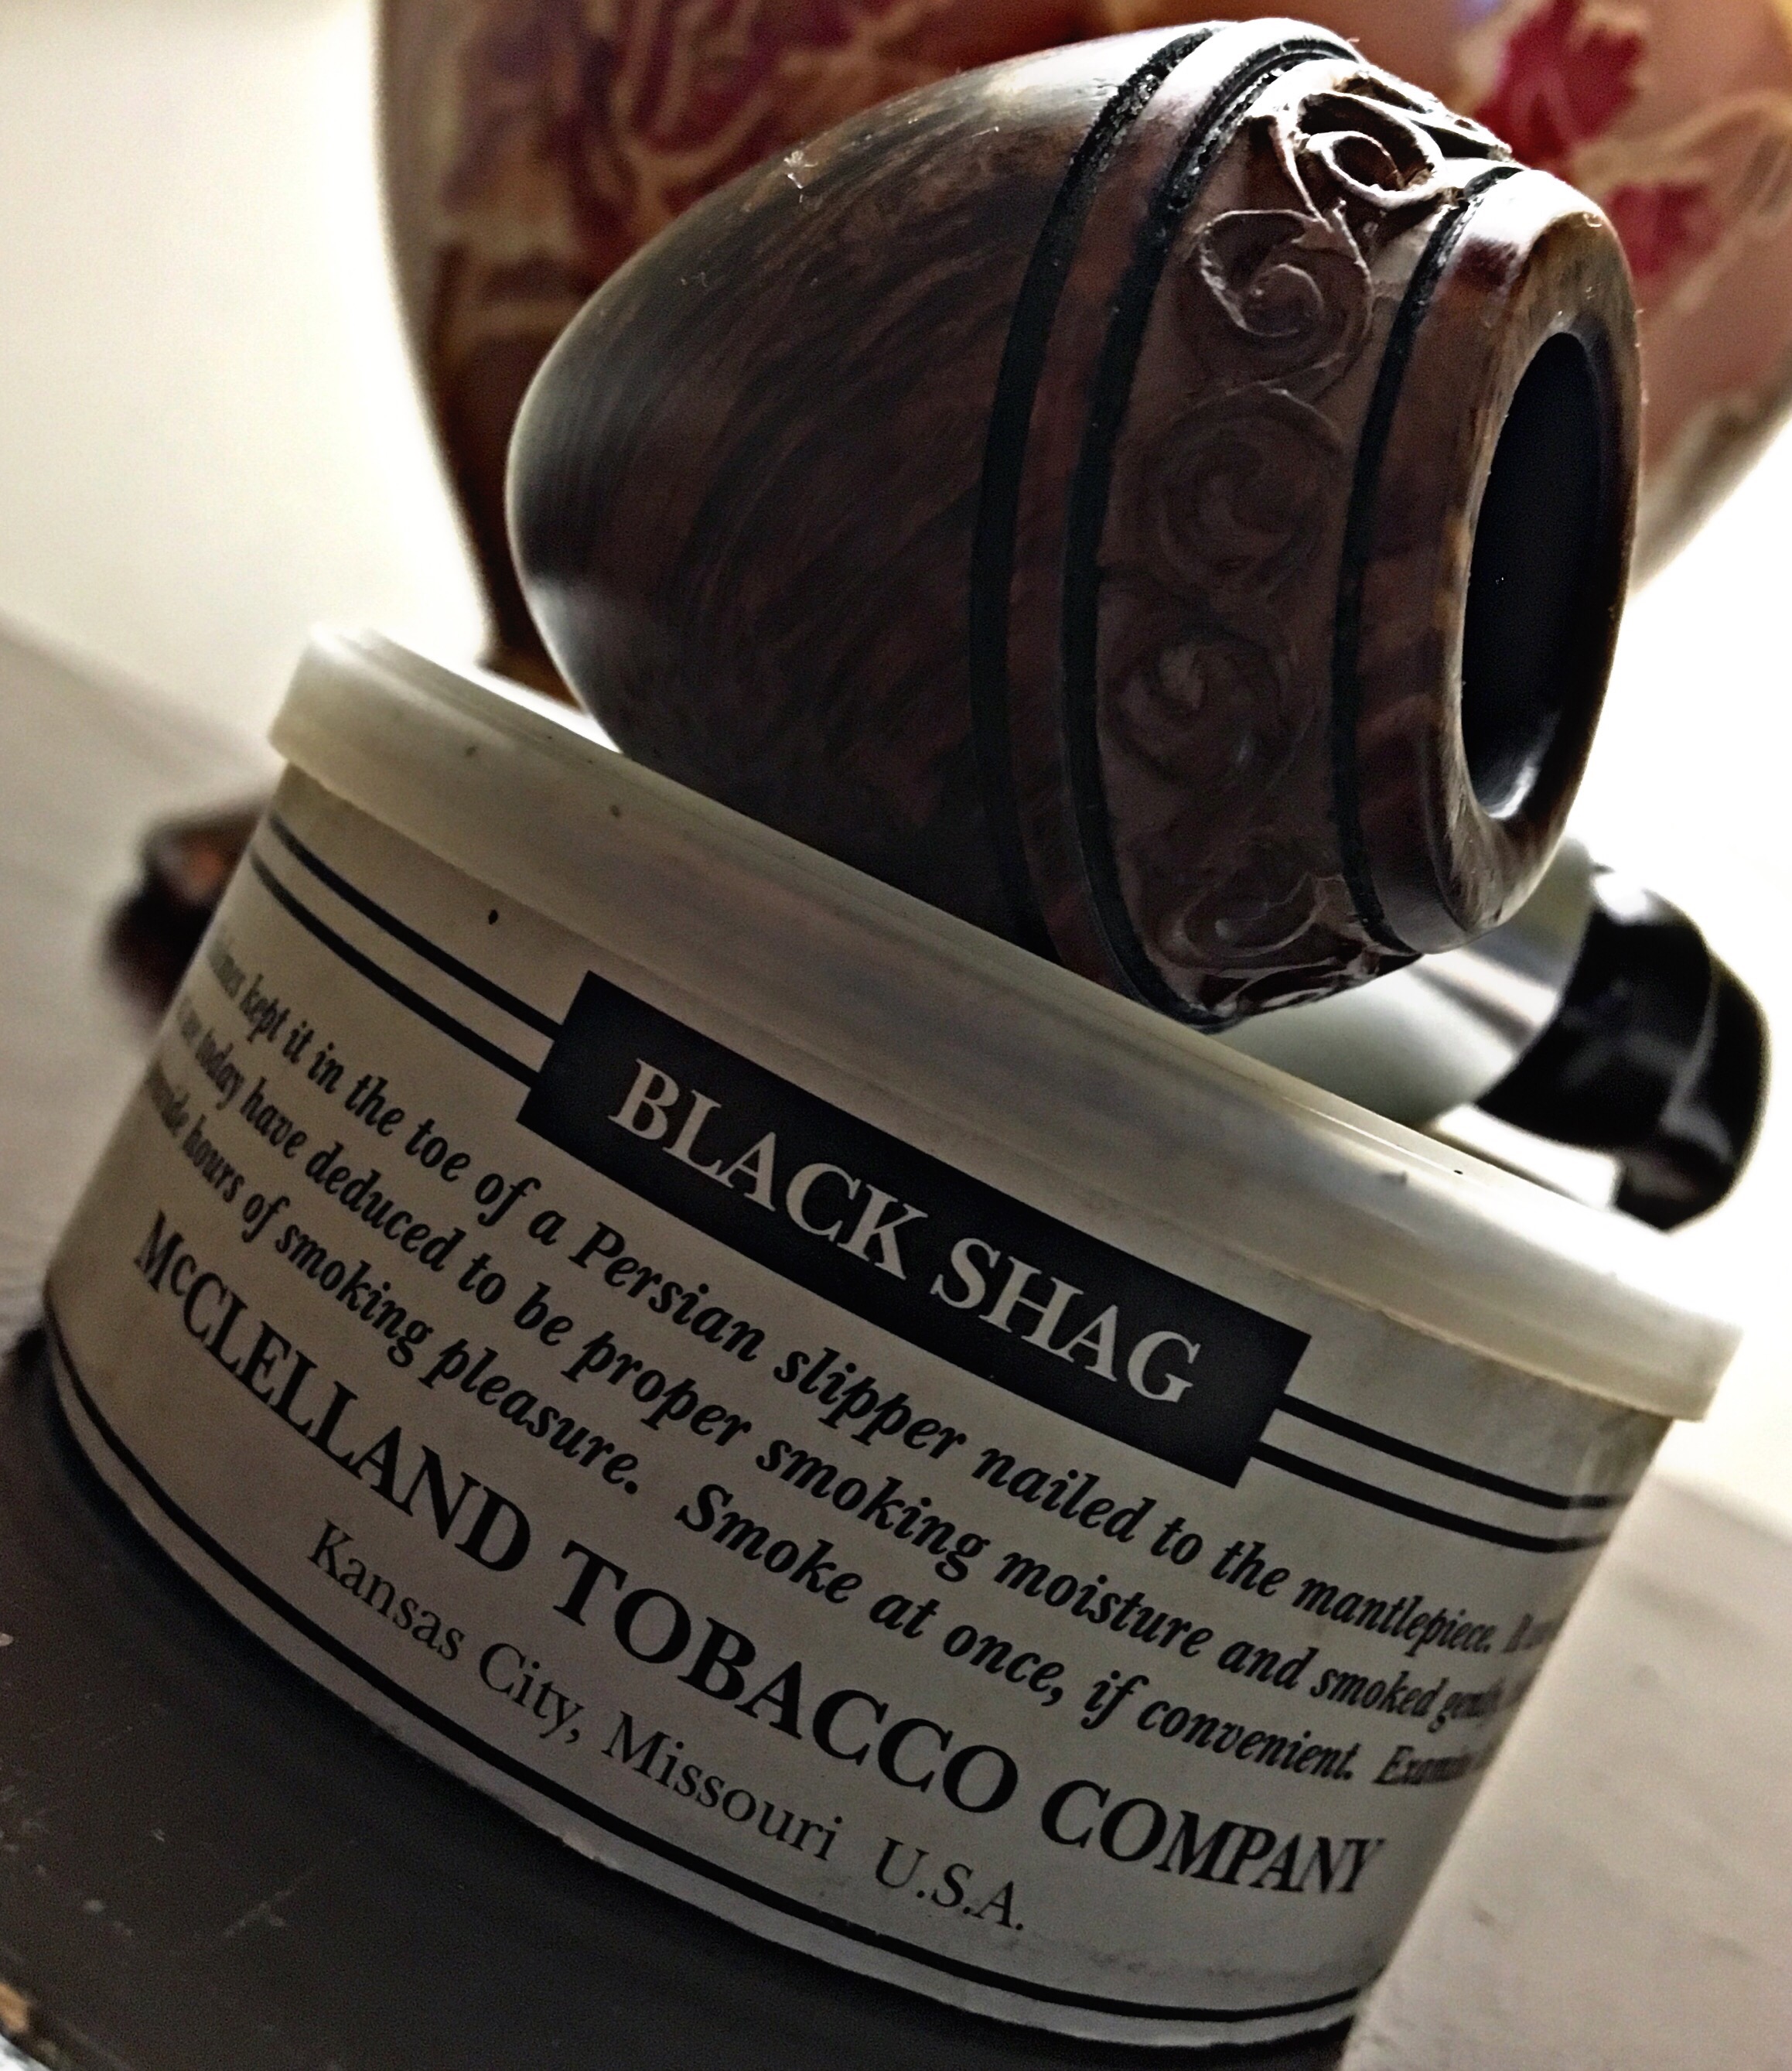 BLACK SHAG
kept it in the toe of a Persian slipper nailed to the mantlepiece.
today have deduced to be proper smoking moisture and smoked
hours of smoking pleasure. Smoke at once, if convenient.
McCLELLAND TOBACCO COMPANY
Kansas City, Missouri U.S.A.